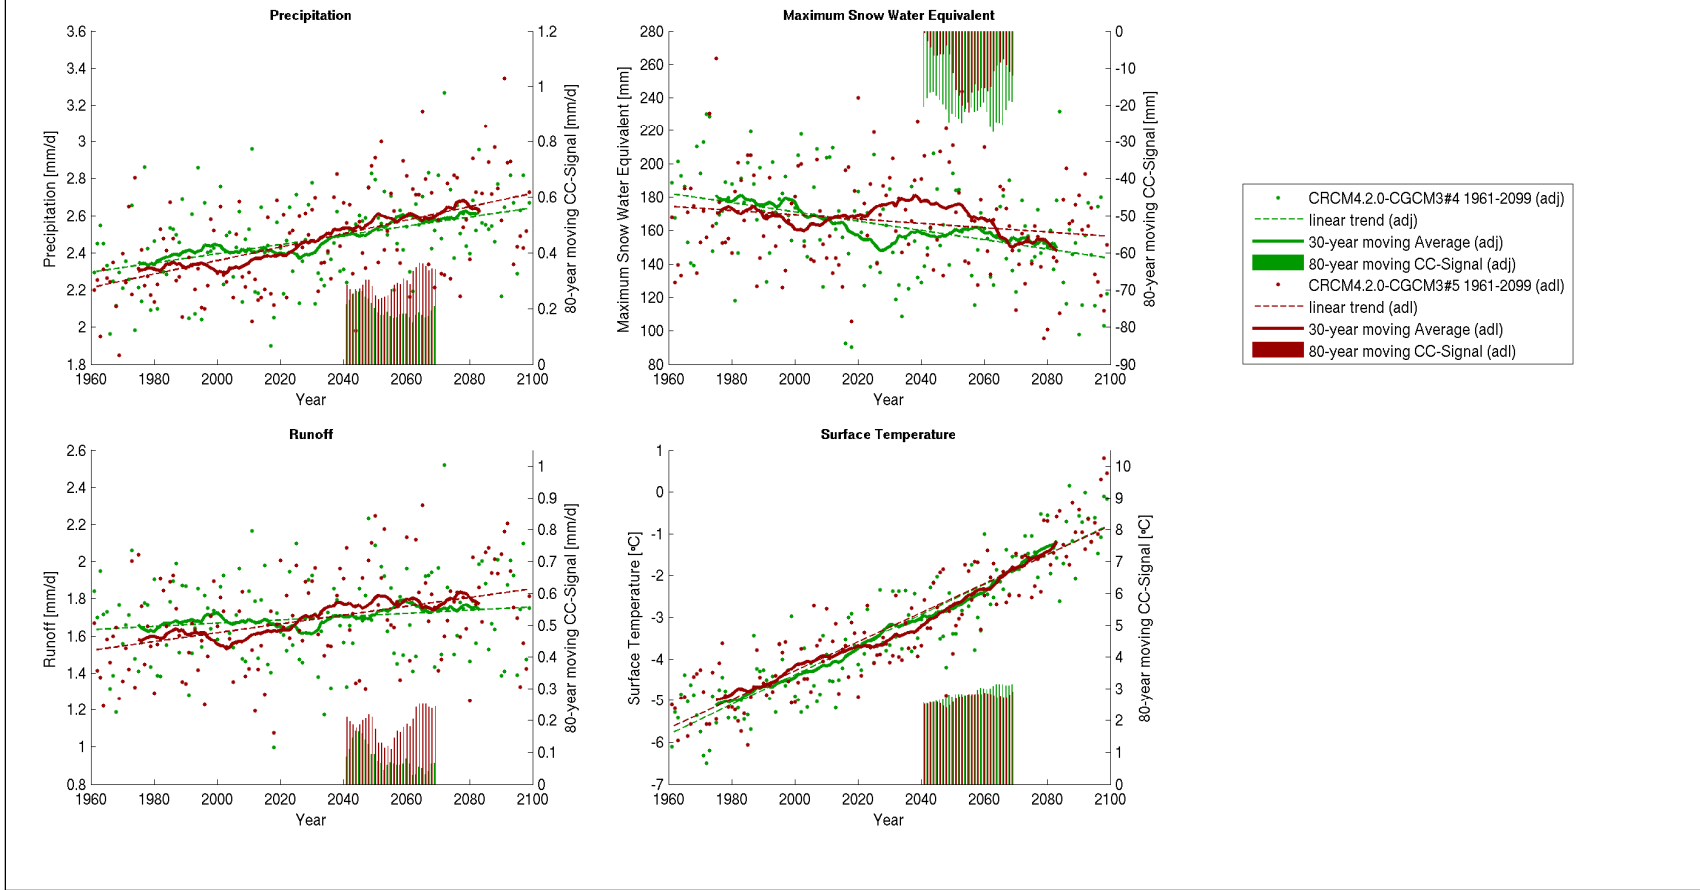 Precipitation
3.6
3.4
3.2
3
2.8
2.6
2.4
2.2
2
1.8
Precipitation [mm/d]
1.2
1
0.8
0.6
0.4
0.2
0
80-year moving CC-Signal [mm/d]
1960 1980 2000 2020 2040 2060 2080 2100
Year
Maximum Snow Water Equivalent
280
260
240
220
200
180
160
140
120
100
80
Maximum Snow Water Equivalent [mm]
0
-10
-20
-30
-40
-50
-60
-70
-80
-90
80-year moving CC-Signal [mm]
1960 1980 2000 2020 2040 2060 2080 2100
Year
CRCM4.2.0-CGCM3#4 1961-2099 (adj)
linear trend (adj)
30-year moving Average (adj)
80-year moving CC-Signal (adj)
CRCM4.2.0-CGCM3#5 1961-2099 (adl)
linear trend (adl)
30-year moving Average (adl)
80-year moving CC-Signal (adl)
Runoff
2.6
2.4
2.2
2
1.8
1.6
1.4
1.2
1
0.8
Runoff [mm/d]
1
0.9
0.8
0.7
0.6
0.5
0.4
0.3
0.2
0.1
0
80-year moving CC-Signal [mm/d]
1960 1980 2000 2020 2040 2060 2080 2100
Year
Surface Temperature
1
0
-1
-2
-3
-4
-5
-6
-7
Surface Temperature [°C]
10
9
8
7
6
5
4
3
2
1
0
80-year moving CC-Signal [°C]
1960 1980 2000 2020 2040 2060 2080 2100
Year